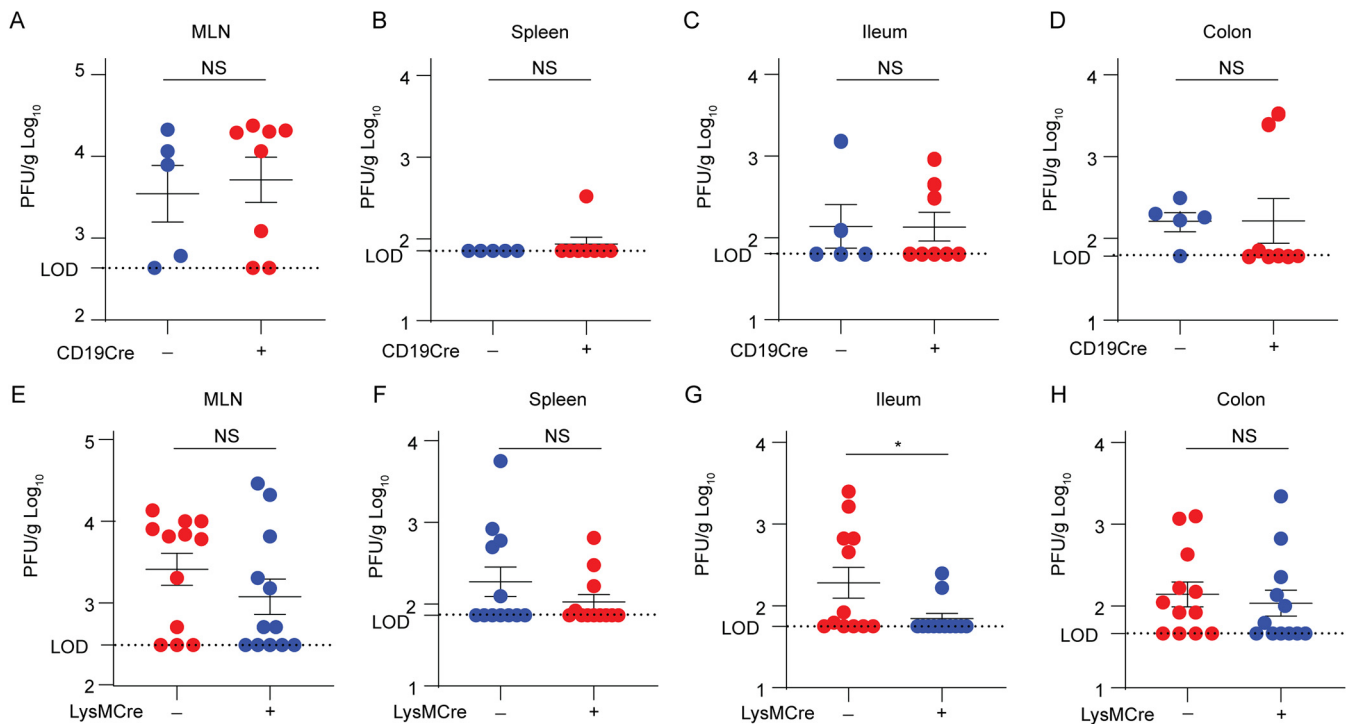 A
MLN
5
NS
4
3
LOD
2
PFU/g Log10
CD19Cre – +
B
Spleen
4
NS
3
2
LOD
1
PFU/g Log10
CD19Cre – +
C
Ileum
4
NS
3
2
LOD
1
PFU/g Log10
CD19Cre – +
D
Colon
4
NS
3
2
LOD
1
PFU/g Log10
CD19Cre – +
E
MLN
5
NS
4
3
LOD
2
PFU/g Log10
LysMCre – +
F
Spleen
4
NS
3
2
LOD
1
PFU/g Log10
LysMCre – +
G
Ileum
4
*
3
2
LOD
1
PFU/g Log10
LysMCre – +
H
Colon
4
NS
3
2
LOD
1
PFU/g Log10
LysMCre – +